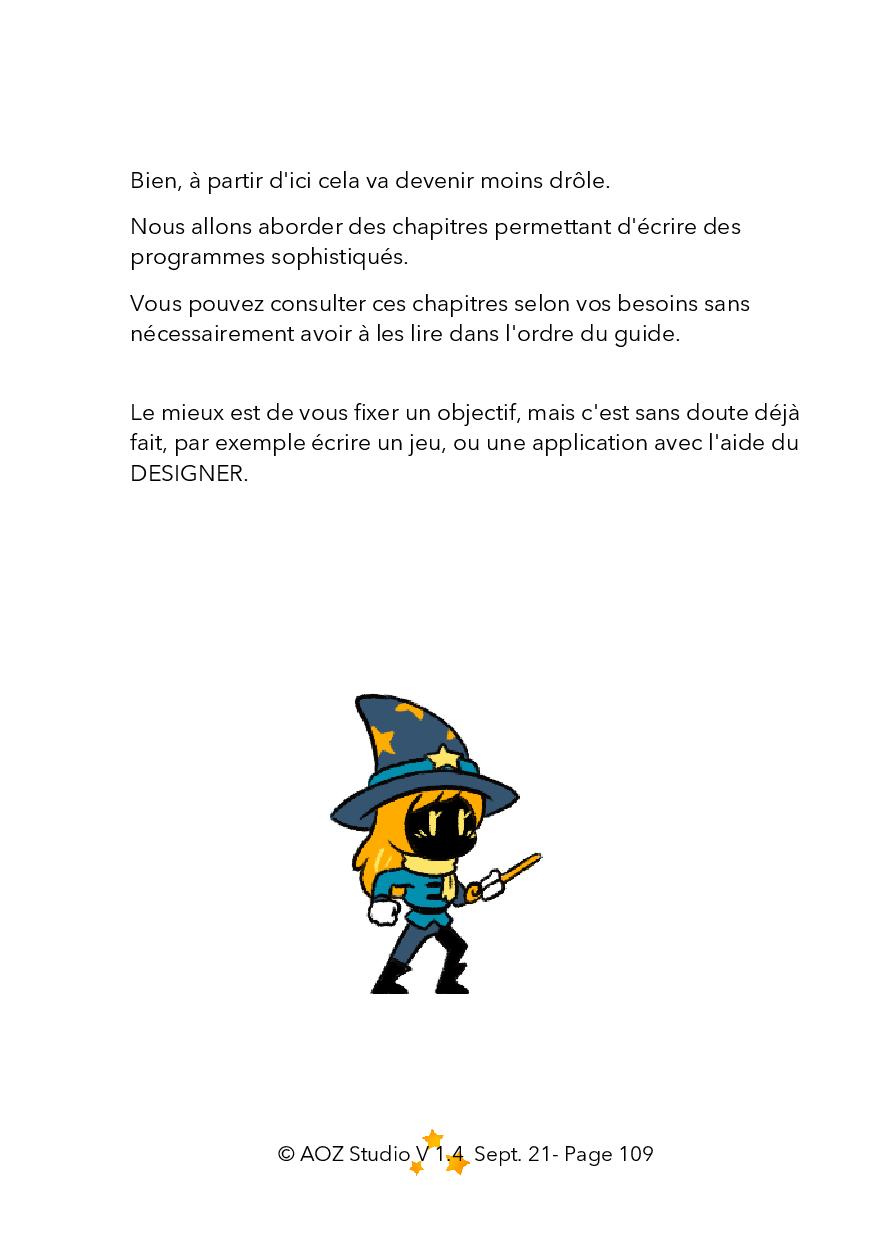 Bien, à partir d'ici cela va devenir moins drôle.
Nous allons aborder des chapitres permettant d'écrire des
programmes sophistiqués.
Vous pouvez consulter ces chapitres selon vos besoins sans
nécessairement avoir à les lire dans l'ordre du guide.
Le mieux est de vous fixer un objectif, mais c'est sans doute déjà
fait, par exemple écrire un jeu, ou une application avec l'aide du
DESIGNER.
© AOZ Studio V 1.4 Sept. 21- Page 109